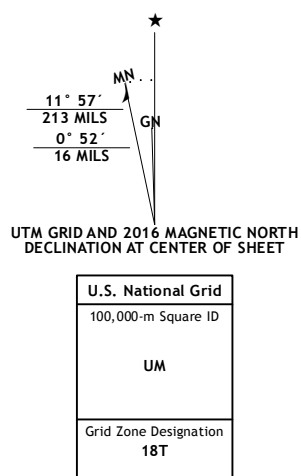 ★
MN
GN
11° 57´
213 MILS
0° 52´
16 MILS
UTM GRID AND 2016 MAGNETIC NORTH
DECLINATION AT CENTER OF SHEET
U.S. National Grid
100,000-m Square ID
UM
Grid Zone Designation
18T